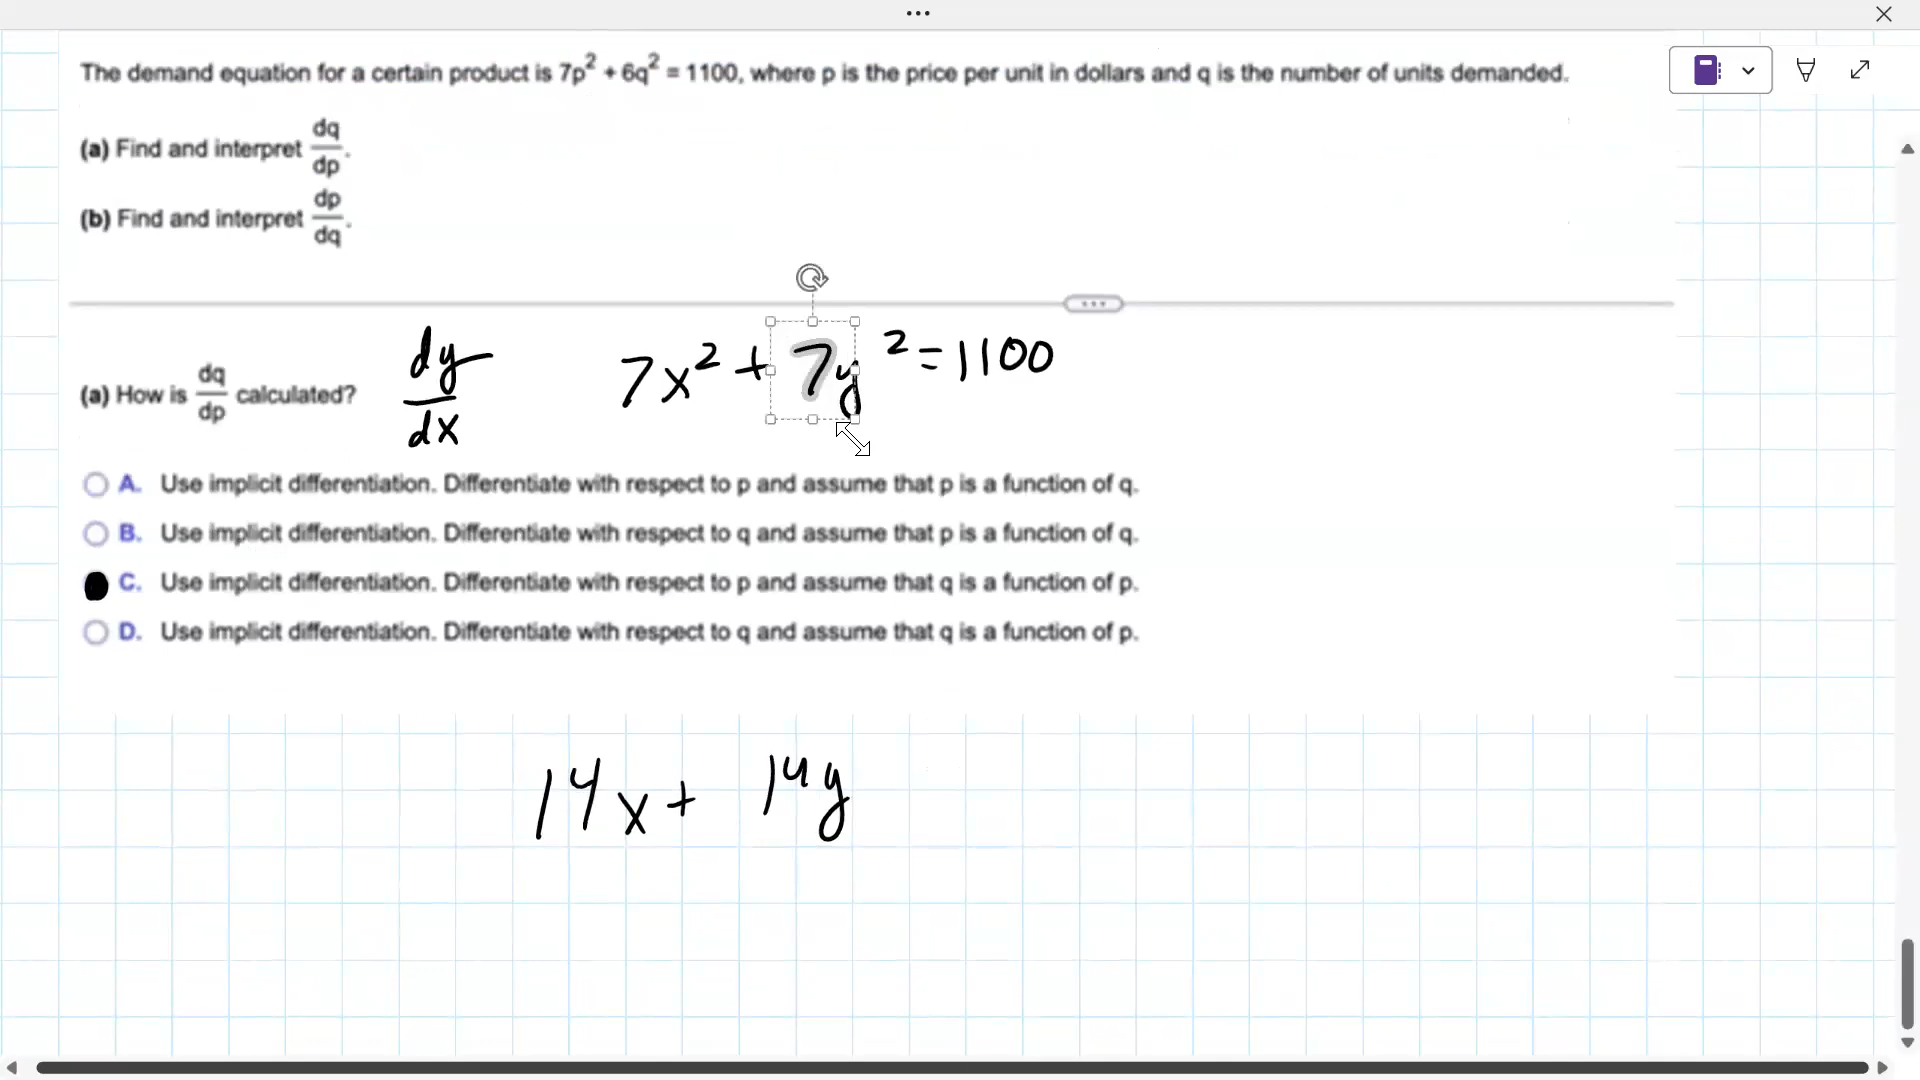 The demand equation for a certain product is 7p² + 6q² = 1100, where p is the price per unit in dollars and q is the number of units demanded.
(a) Find and interpret dq/dp.
(b) Find and interpret dp/dq.
(a) How is dq/dp calculated?
dy/dx
7x² + 7y² = 1100
A. Use implicit differentiation. Differentiate with respect to p and assume that p is a function of q.
B. Use implicit differentiation. Differentiate with respect to q and assume that p is a function of q.
C. Use implicit differentiation. Differentiate with respect to p and assume that q is a function of p.
D. Use implicit differentiation. Differentiate with respect to q and assume that q is a function of p.
14x + 14y